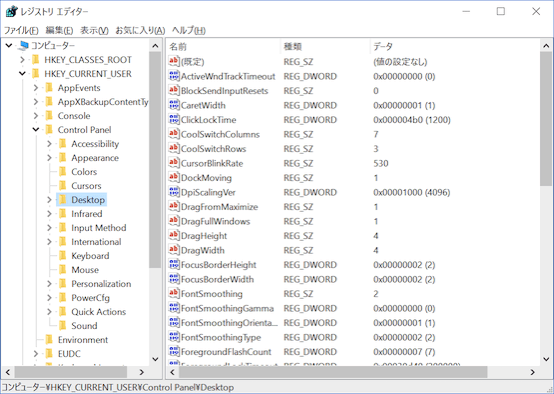 レジストリ エディター
ファイル(F) 編集(E) 表示(V) お気に入り(A) ヘルプ(H)
コンピューター
HKEY_CLASSES_ROOT
HKEY_CURRENT_USER
AppEvents
AppXBackupContentTy
Console
Control Panel
Accessibility
Appearance
Colors
Cursors
Desktop
Infrared
Input Method
International
Keyboard
Mouse
Personalization
PowerCfg
Quick Actions
Sound
Environment
EUDC
名前 種類 データ
(既定) REG_SZ (値の設定なし)
ActiveWndTrackTimeout REG_DWORD 0x00000000 (0)
BlockSendInputResets REG_SZ 0
CaretWidth REG_DWORD 0x00000001 (1)
ClickLockTime REG_DWORD 0x000004b0 (1200)
CoolSwitchColumns REG_SZ 7
CoolSwitchRows REG_SZ 3
CursorBlinkRate REG_SZ 530
DockMoving REG_SZ 1
DpiScalingVer REG_DWORD 0x00001000 (4096)
DragFromMaximize REG_SZ 1
DragFullWindows REG_SZ 1
DragHeight REG_SZ 4
DragWidth REG_SZ 4
FocusBorderHeight REG_DWORD 0x00000002 (2)
FocusBorderWidth REG_DWORD 0x00000002 (2)
FontSmoothing REG_SZ 2
FontSmoothingGamma REG_DWORD 0x00000000 (0)
FontSmoothingOrienta... REG_DWORD 0x00000001 (1)
FontSmoothingType REG_DWORD 0x00000002 (2)
ForegroundFlashCount REG_DWORD 0x00000007 (7)
コンピューター¥HKEY_CURRENT_USER¥Control Panel¥Desktop